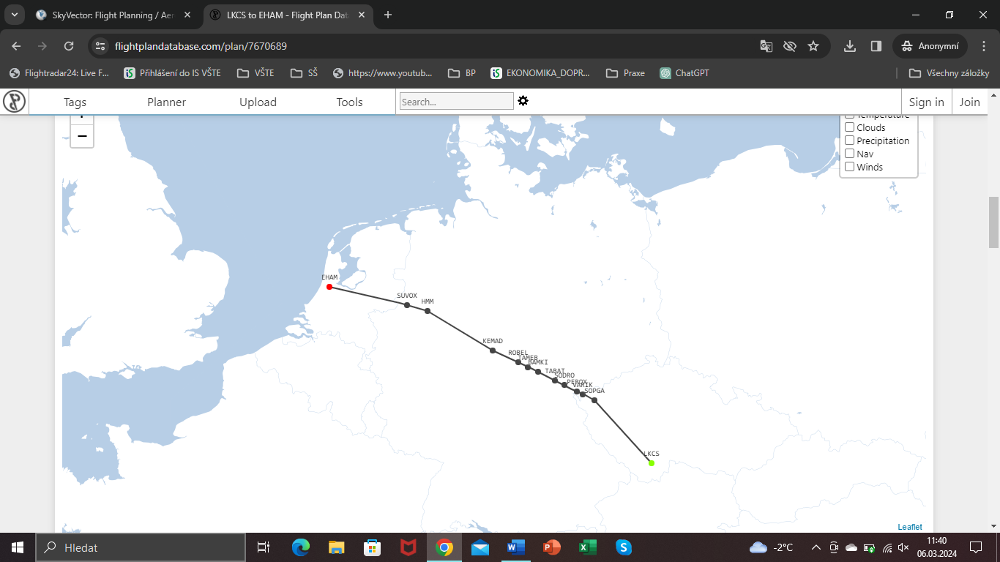 SkyVector: Flight Planning / Aer
LKCS to EHAM - Flight Plan Dat
flightplandatabase.com/plan/7670689
Anonymní
Flightradar24: Live F...
Přihlášení do IS VŠTE
VŠTE
SŠ
https://www.youtub...
BP
EKONOMIKA_DOPR...
Praxe
ChatGPT
Všechny záložky
Tags
Planner
Upload
Tools
Search...
Sign in
Join
+
−
Temperature
Clouds
Precipitation
Nav
Winds
EHAM
SUVOX
HMM
KEMAD
ROBEL
TAMEB
BAMKI
TABAT
SODRO
PEROX
VARIK
SOPGA
LKCS
Leaflet
Hledat
-2°C
11:40
06.03.2024